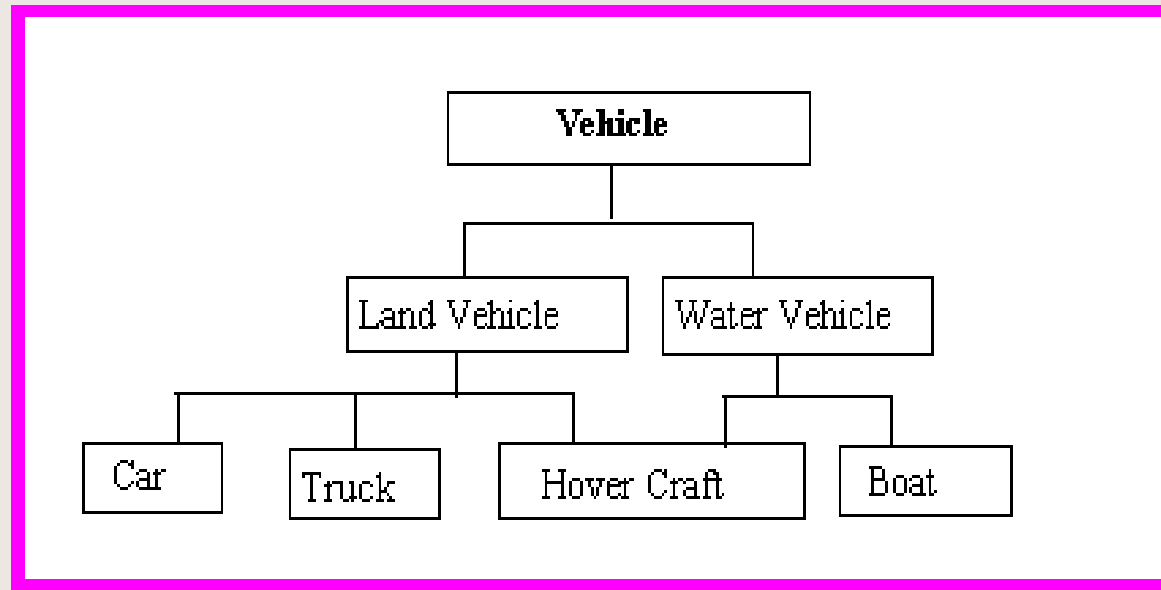 Vehicle
Land Vehicle
Water Vehicle
Car
Truck
Hover Craft
Boat